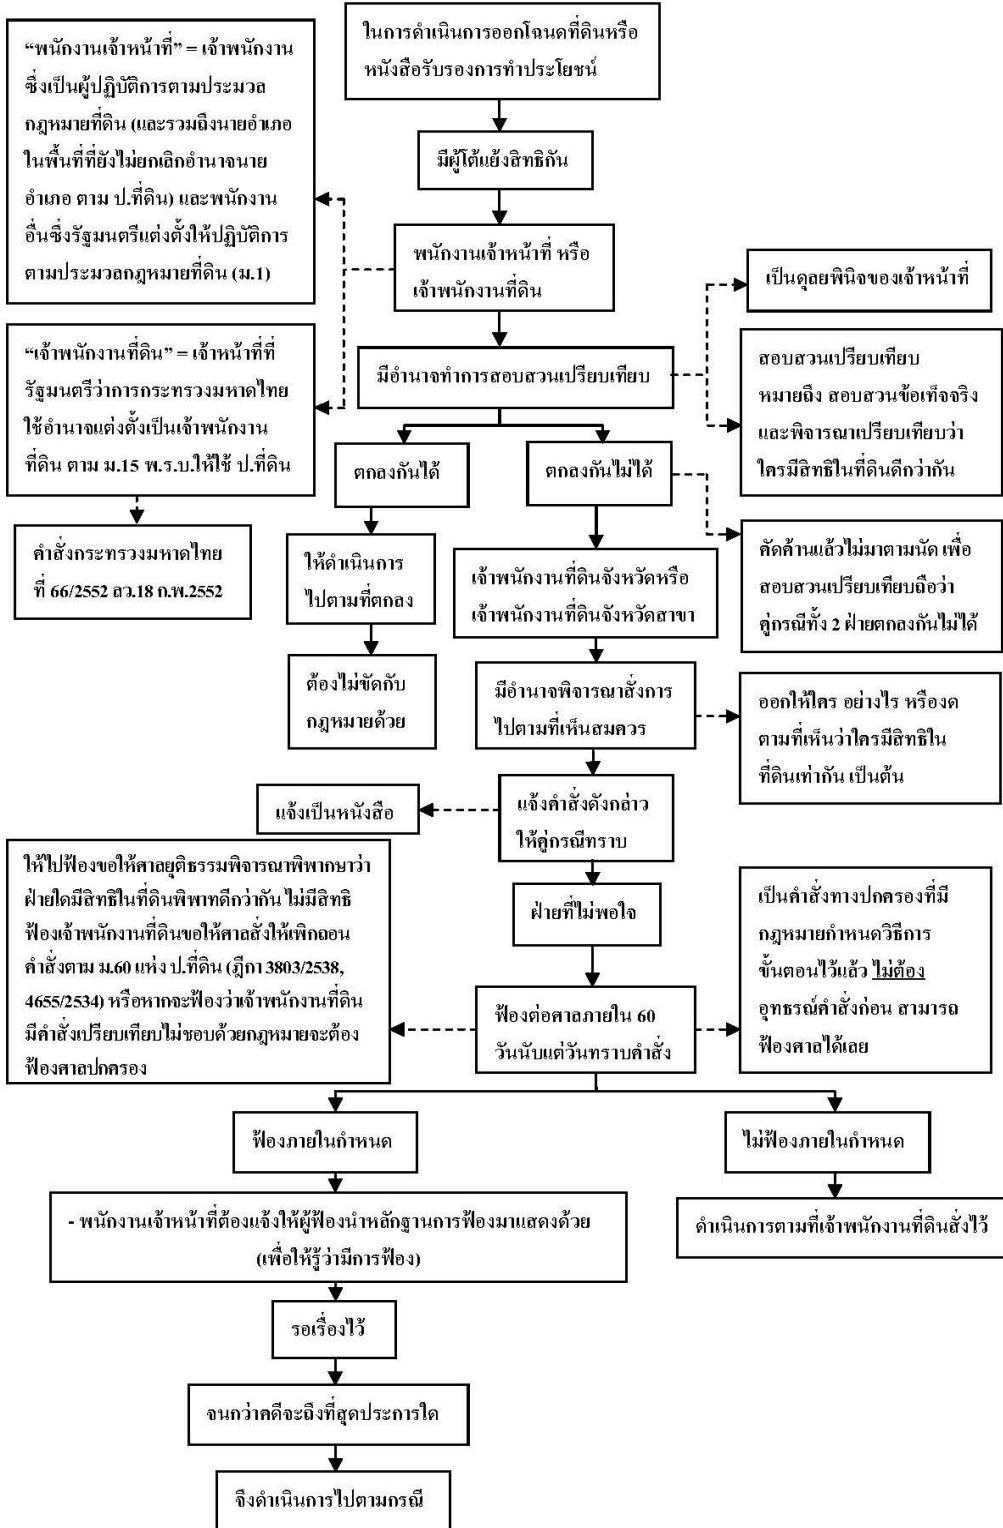 ในการดำเนินการออกโฉนดที่ดินหรือ
หนังสือรับรองการทำประโยชน์
“พนักงานเจ้าหน้าที่” = เจ้าพนักงาน
ซึ่งเป็นผู้ปฏิบัติการตามประมวล
กฎหมายที่ดิน (และรวมถึงนายอำเภอ
ในพื้นที่ที่ยังไม่ยกเลิกอำนาจนาย
อำเภอ ตาม ป.ที่ดิน) และพนักงาน
อื่นซึ่งรัฐมนตรีแต่งตั้งให้ปฏิบัติการ
ตามประมวลกฎหมายที่ดิน (ม.1)
มีผู้โต้แย้งสิทธิกัน
พนักงานเจ้าหน้าที่ หรือ
เจ้าพนักงานที่ดิน
เป็นดุลยพินิจของเจ้าหน้าที่
“เจ้าพนักงานที่ดิน” = เจ้าหน้าที่ที่
รัฐมนตรีว่าการกระทรวงมหาดไทย
ใช้อำนาจแต่งตั้งเป็นเจ้าพนักงาน
ที่ดิน ตาม ม.15 พ.ร.บ.ให้ใช้ ป.ที่ดิน
มีอำนาจทำการสอบสวนเปรียบเทียบ
สอบสวนเปรียบเทียบ
หมายถึง สอบสวนข้อเท็จจริง
และพิจารณาเปรียบเทียบว่า
ใครมีสิทธิในที่ดินดีกว่ากัน
ตกลงกันได้
ตกลงกันไม่ได้
คำสั่งกระทรวงมหาดไทย
ที่ 66/2552 ลว.18 ก.พ.2552
ให้ดำเนินการ
ไปตามที่ตกลง
เจ้าพนักงานที่ดินจังหวัดหรือ
เจ้าพนักงานที่ดินจังหวัดสาขา
คัดค้านแล้วไม่มาตามนัด เพื่อ
สอบสวนเปรียบเทียบถือว่า
คู่กรณีทั้ง 2 ฝ่ายตกลงกันไม่ได้
ต้องไม่ขัดกับ
กฎหมายด้วย
มีอำนาจพิจารณาสั่งการ
ไปตามที่เห็นสมควร
ออกให้ใคร อย่างไร หรืองด
ตามที่เห็นว่าใครมีสิทธิใน
ที่ดินเท่ากัน เป็นต้น
แจ้งเป็นหนังสือ
แจ้งคำสั่งดังกล่าว
ให้คู่กรณีทราบ
ให้ไปฟ้องขอให้ศาลยุติธรรมพิจารณาพิพากษาว่า
ฝ่ายใดมีสิทธิในที่ดินพิพาทดีกว่ากัน ไม่มีสิทธิ
ฟ้องเจ้าพนักงานที่ดินขอให้ศาลสั่งให้เพิกถอน
คำสั่งตาม ม.60 แห่ง ป.ที่ดิน (ฎีกา 3803/2538,
4655/2534) หรือหากจะฟ้องว่าเจ้าพนักงานที่ดิน
มีคำสั่งเปรียบเทียบไม่ชอบด้วยกฎหมายจะต้อง
ฟ้องศาลปกครอง
ฝ่ายที่ไม่พอใจ
เป็นคำสั่งทางปกครองที่มี
กฎหมายกำหนดวิธีการ
ขั้นตอนไว้แล้ว ไม่ต้อง
อุทธรณ์คำสั่งก่อน สามารถ
ฟ้องศาลได้เลย
ฟ้องต่อศาลภายใน 60
วันนับแต่วันทราบคำสั่ง
ฟ้องภายในกำหนด
ไม่ฟ้องภายในกำหนด
- พนักงานเจ้าหน้าที่ต้องแจ้งให้ผู้ฟ้องนำหลักฐานการฟ้องมาแสดงด้วย
(เพื่อให้รู้ว่ามีการฟ้อง)
ดำเนินการตามที่เจ้าพนักงานที่ดินสั่งไว้
รอเรื่องไว้
จนกว่าคดีจะถึงที่สุดประการใด
จึงดำเนินการไปตามกรณี